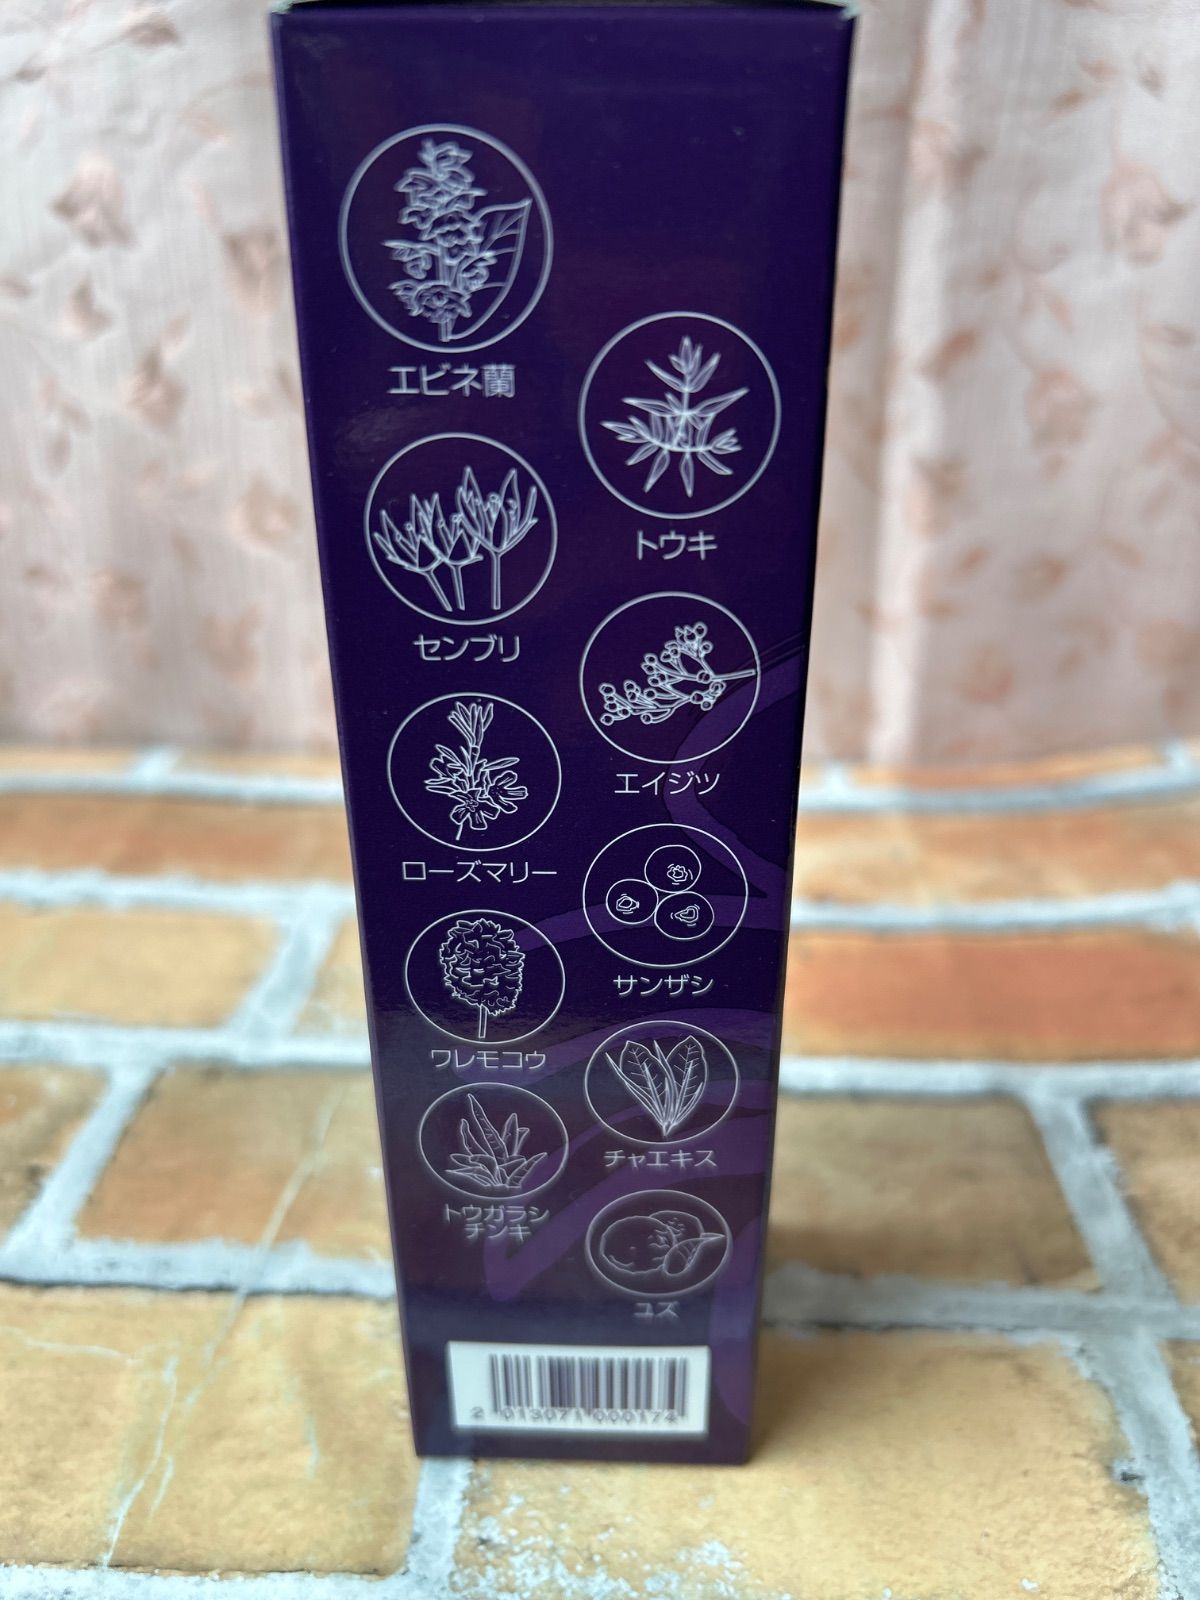 エビネ蘭
トウキ
センブリ
エイジツ
ローズマリー
サンザシ
ワレモコウ
チャエキス
トウガラシ
チンキ
ユズ
2 013071 000174